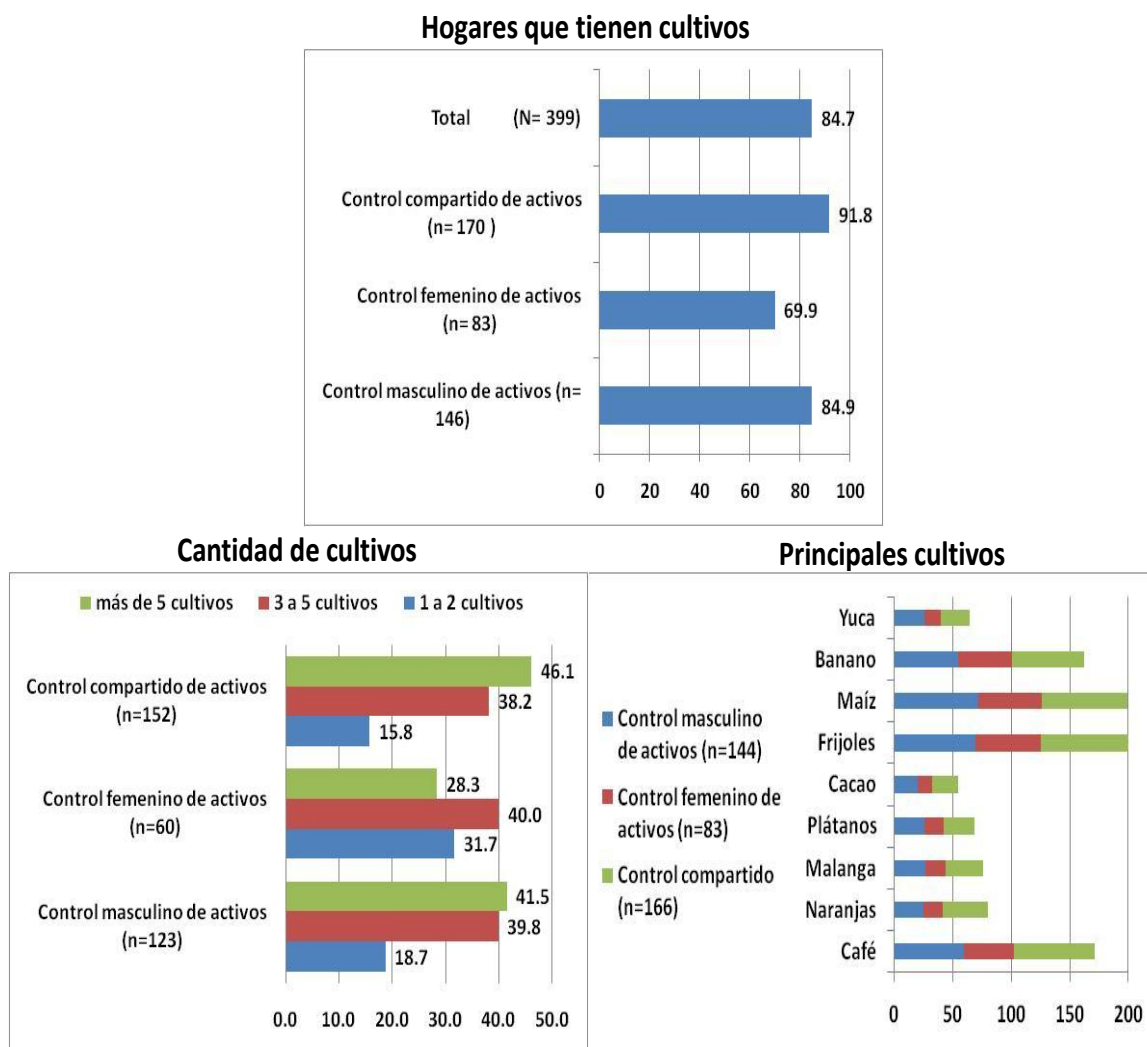 Hogares que tienen cultivos
Total (N= 399)
84.7
Control compartido de activos
(n= 170 )
91.8
Control femenino de activos
(n= 83)
69.9
Control masculino de activos (n=
146)
84.9
0 20 40 60 80 100
Cantidad de cultivos
más de 5 cultivos 3 a 5 cultivos 1 a 2 cultivos
46.1
Control compartido de activos
(n=152)
38.2
15.8
28.3
Control femenino de activos
(n=60)
40.0
31.7
41.5
Control masculino de activos
(n=123)
39.8
18.7
0.0 10.0 20.0 30.0 40.0 50.0
Principales cultivos
Control masculino
de activos (n=144)
Control femenino de
activos (n=83)
Control compartido
(n=166)
Yuca
Banano
Maíz
Frijoles
Cacao
Plátanos
Malanga
Naranjas
Café
0 50 100 150 200